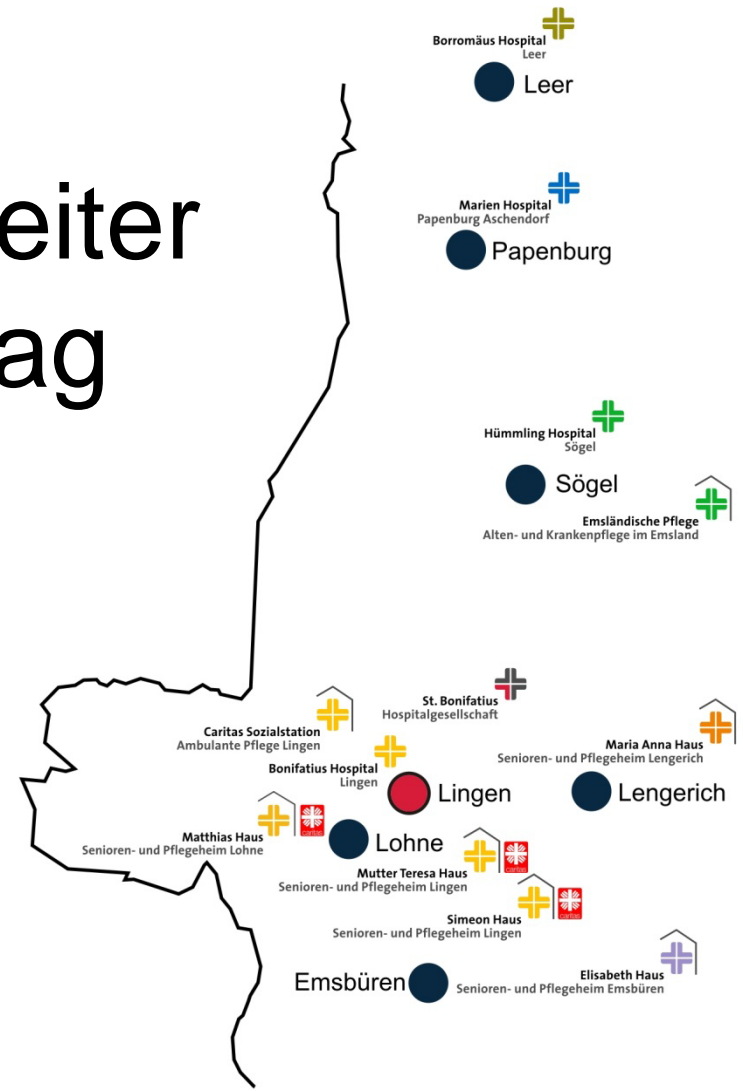 Borromäus Hospital
Leer
Leer
eiter
Marien Hospital
Papenburg Aschendorf
Papenburg
ag
Hümmling Hospital
Sögel
Sögel
Emsländische Pflege
Alten- und Krankenpflege im Emsland
St. Bonifatius
Hospitalgesellschaft
Caritas Sozialstation
Ambulante Pflege Lingen
Maria Anna Haus
Senioren- und Pflegeheim Lengerich
Bonifatius Hospital
Lingen
Lingen
Lengerich
Matthias Haus
Senioren- und Pflegeheim Lohne
caritas
Lohne
Mutter Teresa Haus
Senioren- und Pflegeheim Lingen
caritas
Simeon Haus
Senioren- und Pflegeheim Lingen
caritas
Emsbüren
Elisabeth Haus
Senioren- und Pflegeheim Emsbüren